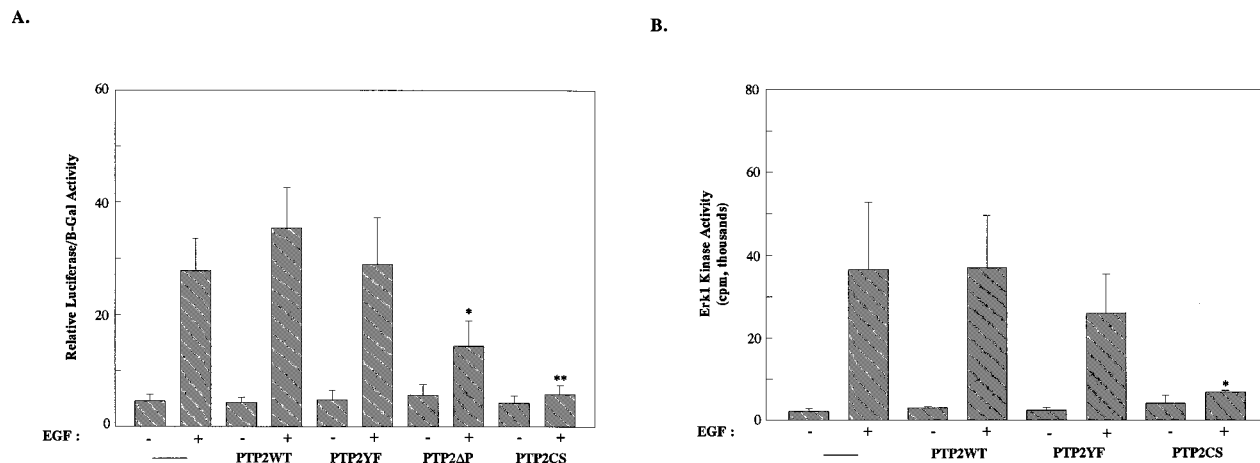 A.
60
40
20
0
Relative Luciferase/B-Gal Activity
*
**
EGF : - + - + - + - + - +
PTP2WT PTP2YF PTP2ΔP PTP2CS
B.
80
60
40
20
0
Erk1 Kinase Activity
(cpm, thousands)
*
EGF : - + - + - + - +
PTP2WT PTP2YF PTP2CS